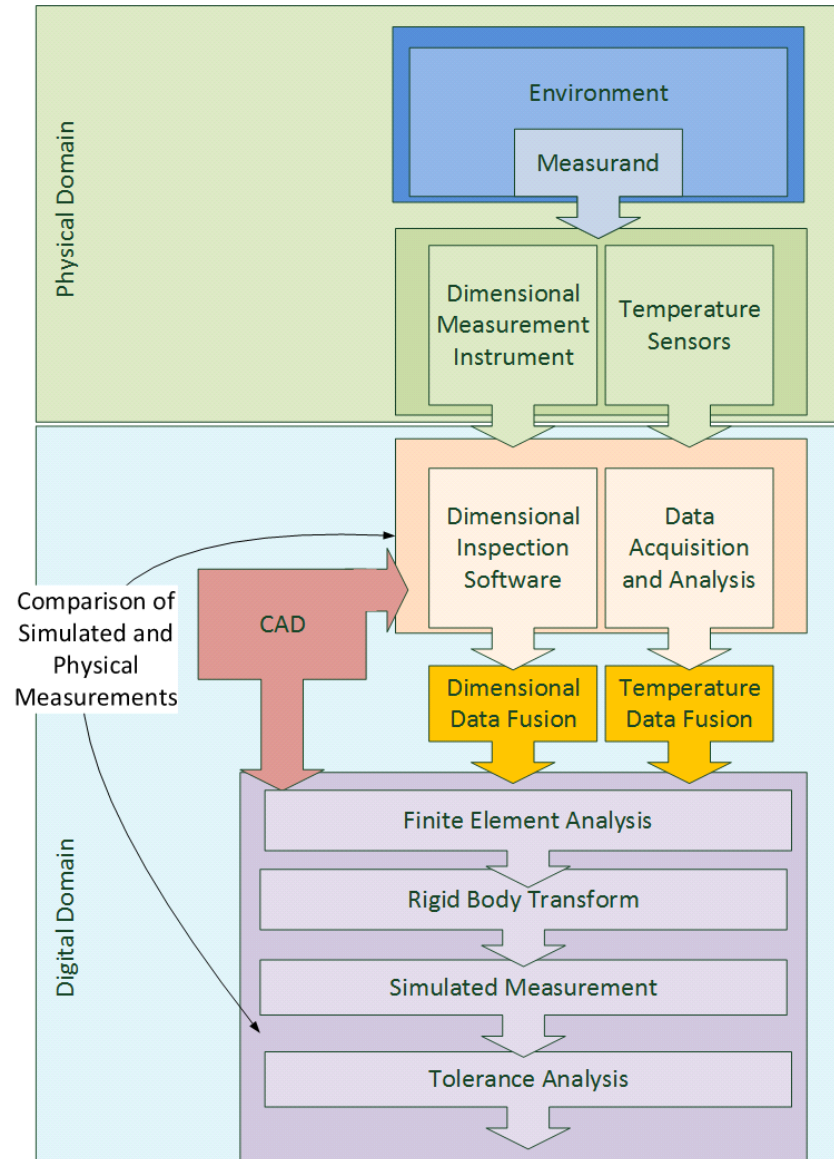 Physical Domain
Environment
Measurand
Dimensional
Measurement
Instrument
Temperature
Sensors
Digital Domain
Dimensional
Inspection
Software
Data
Acquisition
and Analysis
Comparison of
Simulated and
Physical
Measurements
CAD
Dimensional
Data Fusion
Temperature
Data Fusion
Finite Element Analysis
Rigid Body Transform
Simulated Measurement
Tolerance Analysis